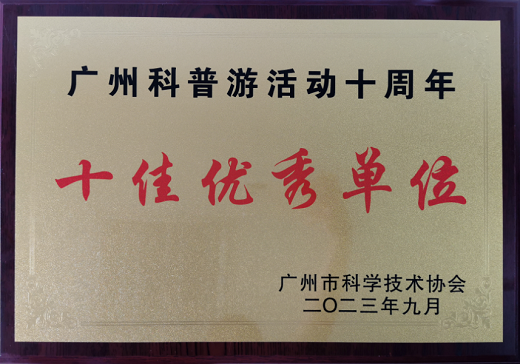 广州科普游活动十周年
十佳优秀单位
广州市科学技术协会
二〇二三年九月